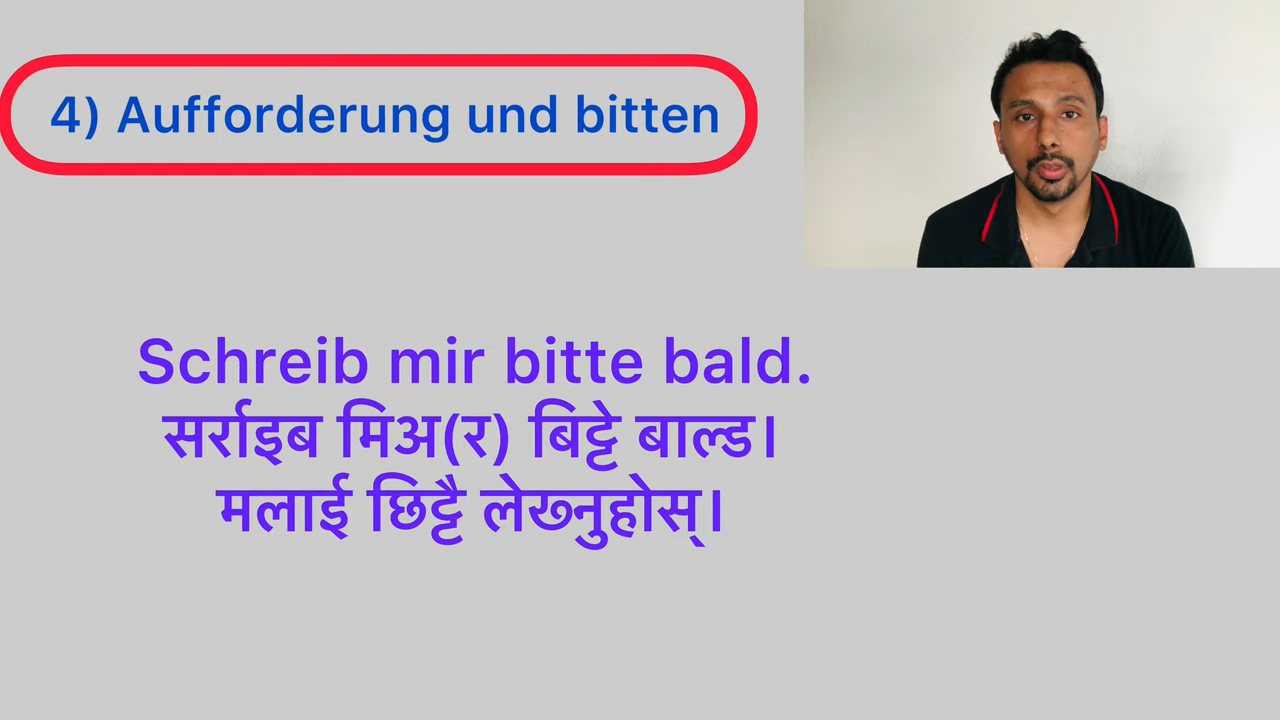 4) Aufforderung und bitten
Schreib mir bitte bald.
सर्राइब मिअ(र) बिट्टे बाल्ड।
मलाई छिट्टै लेख्नुहोस्।